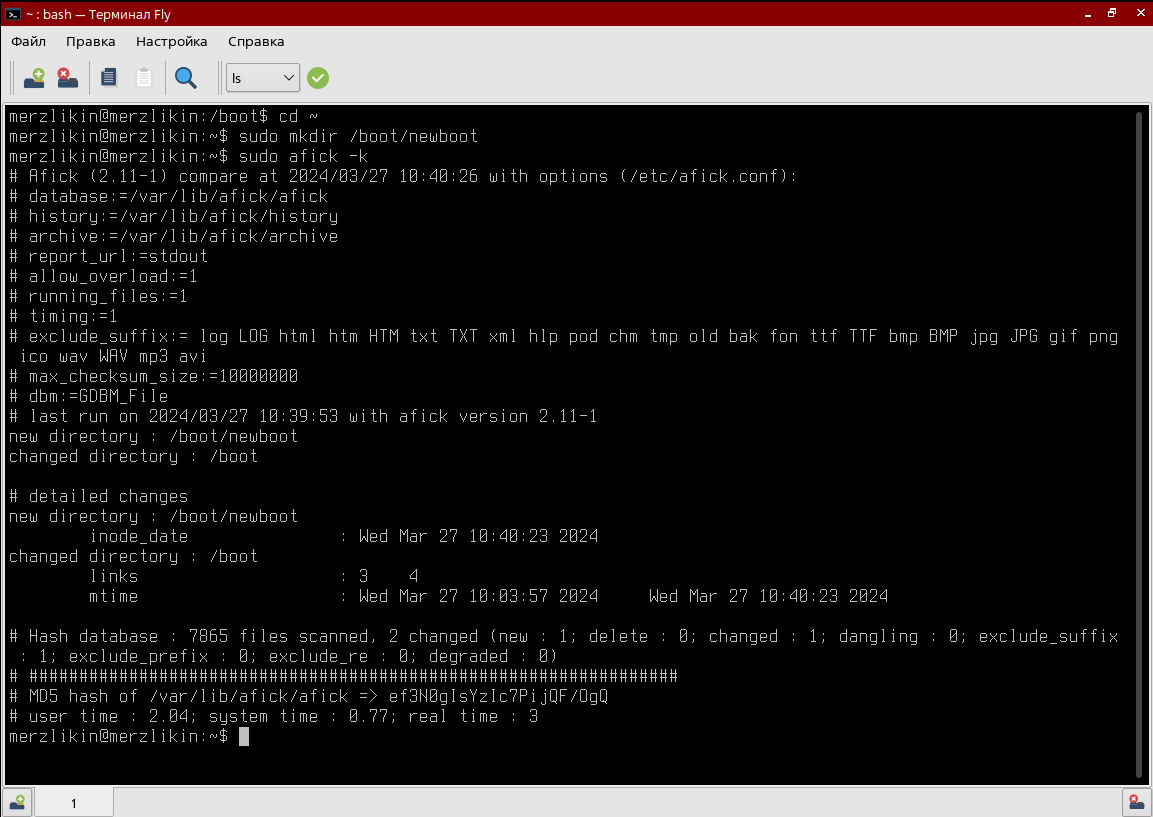 ~ : bash — Терминал Fly
Файл Правка Настройка Справка
ls
merzlikin@merzlikin:/boot$ cd ~
merzlikin@merzlikin:~$ sudo mkdir /boot/newboot
merzlikin@merzlikin:~$ sudo afick -k
# Afick (2.11-1) compare at 2024/03/27 10:40:26 with options (/etc/afick.conf):
# database:=/var/lib/afick/afick
# history:=/var/lib/afick/history
# archive:=/var/lib/afick/archive
# report_url:=stdout
# allow_overload:=1
# running_files:=1
# timing:=1
# exclude_suffix:= log LOG html htm HTM txt TXT xml hlp pod chm tmp old bak fon ttf TTF bmp BMP jpg JPG gif png
ico wav WAV mp3 avi
# max_checksum_size:=10000000
# dbm:=GDBM_File
# last run on 2024/03/27 10:39:53 with afick version 2.11-1
new directory : /boot/newboot
changed directory : /boot
# detailed changes
new directory : /boot/newboot
inode_date : Wed Mar 27 10:40:23 2024
changed directory : /boot
links : 3 4
mtime : Wed Mar 27 10:03:57 2024 Wed Mar 27 10:40:23 2024
# Hash database : 7865 files scanned, 2 changed (new : 1; delete : 0; changed : 1; dangling : 0; exclude_suffix
: 1; exclude_prefix : 0; exclude_re : 0; degraded : 0)
# #################################################################
# MD5 hash of /var/lib/afick/afick => ef3N0gIsYzIc7PijQF/OgQ
# user time : 2.04; system time : 0.77; real time : 3
merzlikin@merzlikin:~$
1